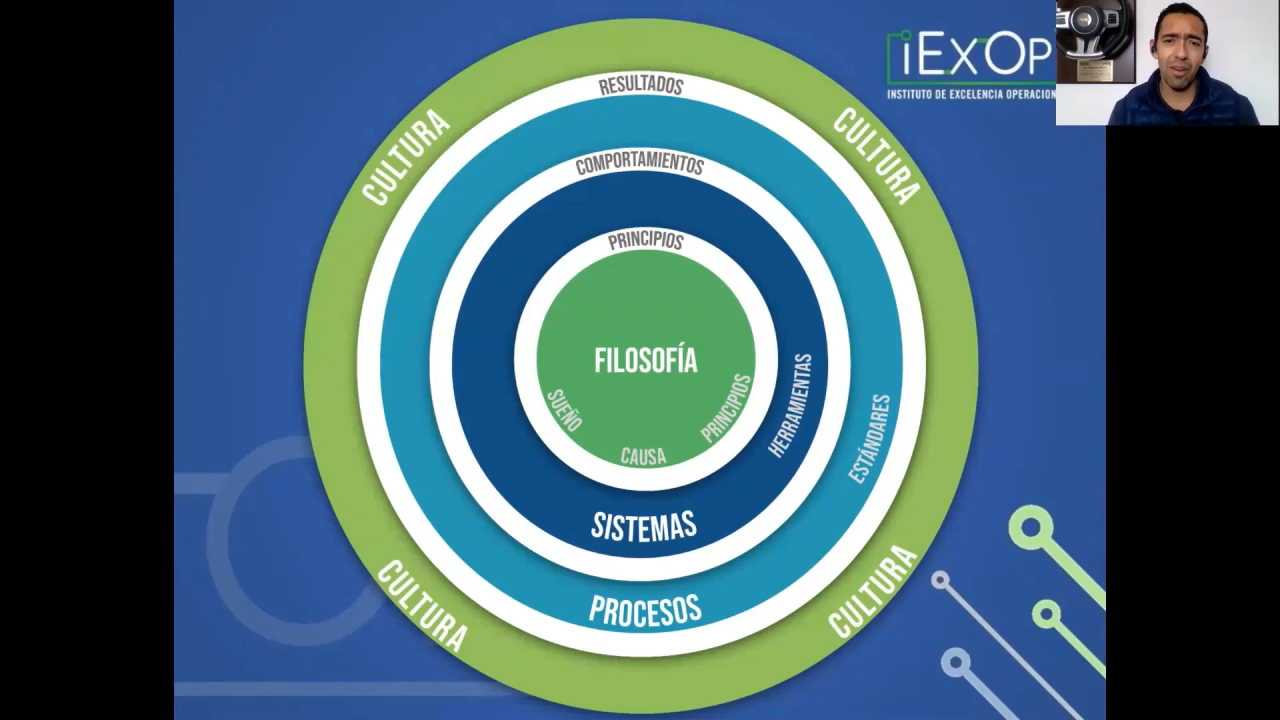 iExOp
INSTITUTO DE EXCELENCIA OPERACION
RESULTADOS
CULTURA
CULTURA
COMPORTAMIENTOS
PRINCIPIOS
FILOSOFÍA
SUEÑO
CAUSA
PRINCIPIOS
HERRAMIENTAS
ESTÁNDARES
SISTEMAS
PROCESOS
CULTURA
CULTURA